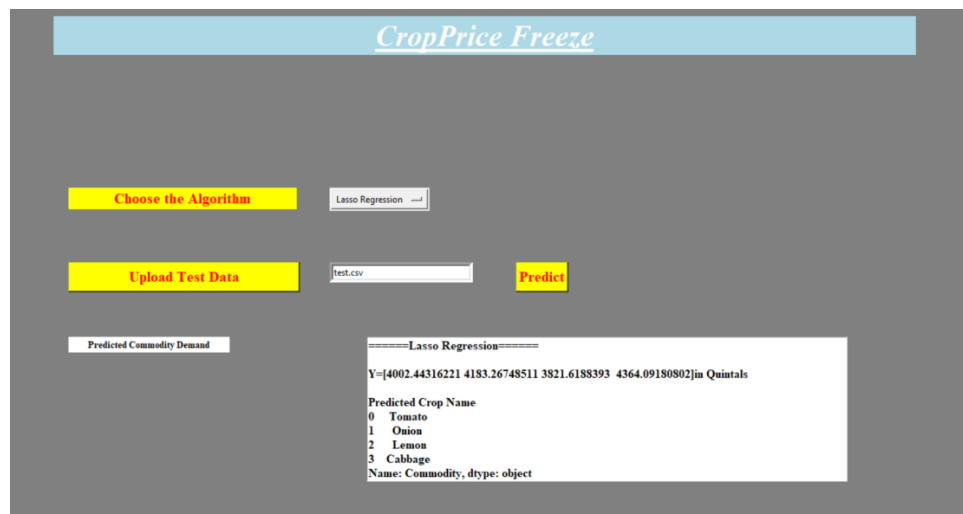 CropPrice Freeze
Choose the Algorithm
Lasso Regression
Upload Test Data
test.csv
Predict
Predicted Commodity Demand
======Lasso Regression======
Y=[4002.44316221 4183.26748511 3821.6188393  4364.09180802]in Quintals
Predicted Crop Name
0    Tomato
1     Onion
2     Lemon
3   Cabbage
Name: Commodity, dtype: object